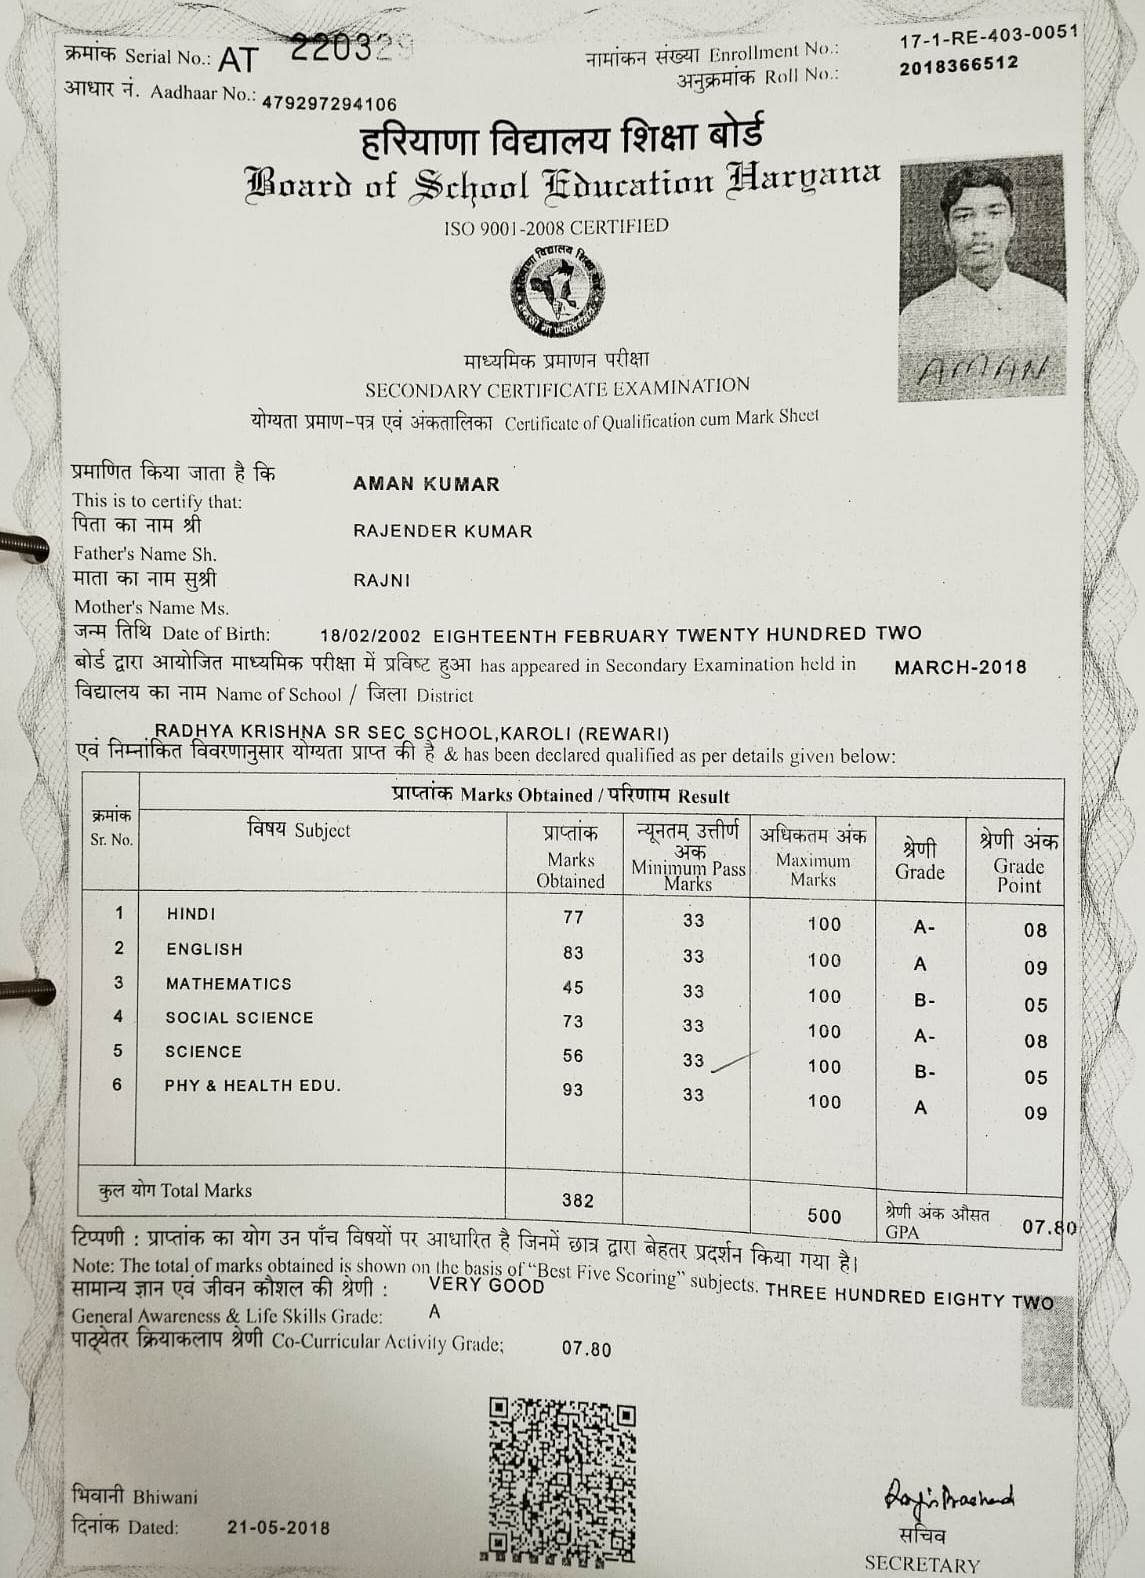 क्रमांक Serial No.: AT 220329
नामांकन संख्या Enrollment No.: 17-1-RE-403-0051
अनुक्रमांक Roll No.: 2018366512
आधार नं. Aadhaar No.: 479297294106
हरियाणा विद्यालय शिक्षा बोर्ड
Board of School Education Haryana
ISO 9001-2008 CERTIFIED
AMAN
माध्यमिक प्रमाणन परीक्षा
SECONDARY CERTIFICATE EXAMINATION
योग्यता प्रमाण-पत्र एवं अंकतालिका Certificate of Qualification cum Mark Sheet
प्रमाणित किया जाता है कि AMAN KUMAR
This is to certify that:
पिता का नाम श्री RAJENDER KUMAR
Father's Name Sh.
माता का नाम सुश्री RAJNI
Mother's Name Ms.
जन्म तिथि Date of Birth: 18/02/2002 EIGHTEENTH FEBRUARY TWENTY HUNDRED TWO
बोर्ड द्वारा आयोजित माध्यमिक परीक्षा में प्रविष्ट हुआ has appeared in Secondary Examination held in MARCH-2018
विद्यालय का नाम Name of School / जिला District
RADHYA KRISHNA SR SEC SCHOOL,KAROLI (REWARI)
एवं निम्नांकित विवरणानुसार योग्यता प्राप्त की है & has been declared qualified as per details given below:
प्राप्तांक Marks Obtained / परिणाम Result
क्रमांक Sr. No. विषय Subject प्राप्तांक Marks Obtained न्यूनतम उत्तीर्ण अंक Minimum Pass Marks अधिकतम अंक Maximum Marks श्रेणी Grade श्रेणी अंक Grade Point
1 HINDI 77 33 100 A- 08
2 ENGLISH 83 33 100 A 09
3 MATHEMATICS 45 33 100 B- 05
4 SOCIAL SCIENCE 73 33 100 A- 08
5 SCIENCE 56 33 100 B- 05
6 PHY & HEALTH EDU. 93 33 100 A 09
कुल योग Total Marks 382 500 श्रेणी अंक औसत GPA 07.80
टिप्पणी : प्राप्तांक का योग उन पाँच विषयों पर आधारित है जिनमें छात्र द्वारा बेहतर प्रदर्शन किया गया है।
Note: The total of marks obtained is shown on the basis of "Best Five Scoring" subjects. THREE HUNDRED EIGHTY TWO
सामान्य ज्ञान एवं जीवन कौशल की श्रेणी : VERY GOOD
General Awareness & Life Skills Grade: A
पाठ्येतर क्रियाकलाप श्रेणी Co-Curricular Activity Grade; 07.80
भिवानी Bhiwani
दिनांक Dated: 21-05-2018
सचिव
SECRETARY